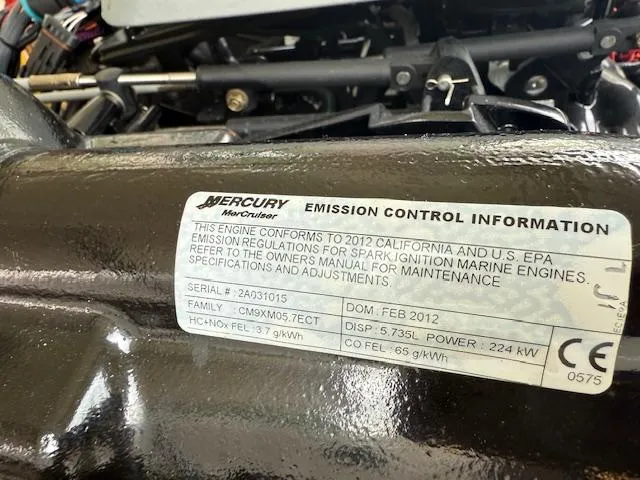 MERCURY
MerCruiser
EMISSION CONTROL INFORMATION
THIS ENGINE CONFORMS TO 2012 CALIFORNIA AND U.S. EPA
EMISSION REGULATIONS FOR SPARK IGNITION MARINE ENGINES.
REFER TO THE OWNERS MANUAL FOR MAINTENANCE
SPECIFICATIONS AND ADJUSTMENTS.
SERIAL # : 2A031015
FAMILY : CM9XM05.7ECT
HC+NOx FEL : 3.7 g/kWh
DOM : FEB 2012
DISP : 5.735L POWER : 224 kW
CO FEL : 65 g/kWh
CE
0575